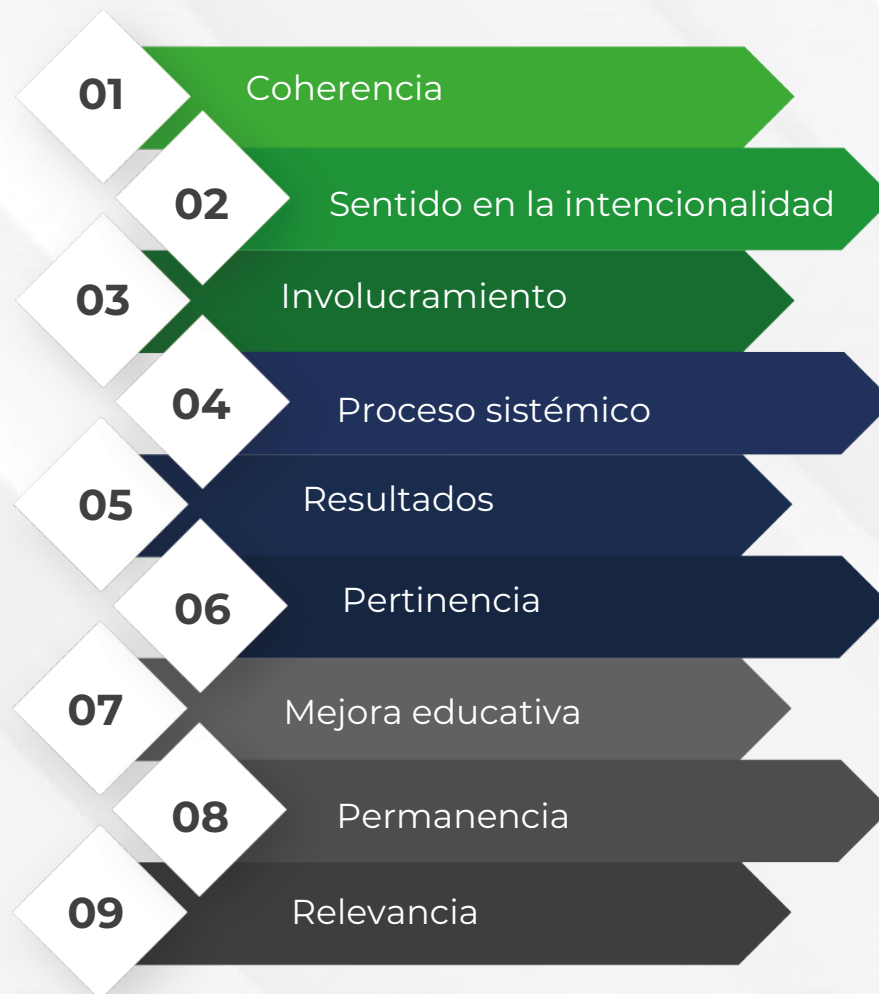 01
Coherencia
02
Sentido en la intencionalidad
03
Involucramiento
04
Proceso sistémico
05
Resultados
06
Pertinencia
07
Mejora educativa
08
Permanencia
09
Relevancia